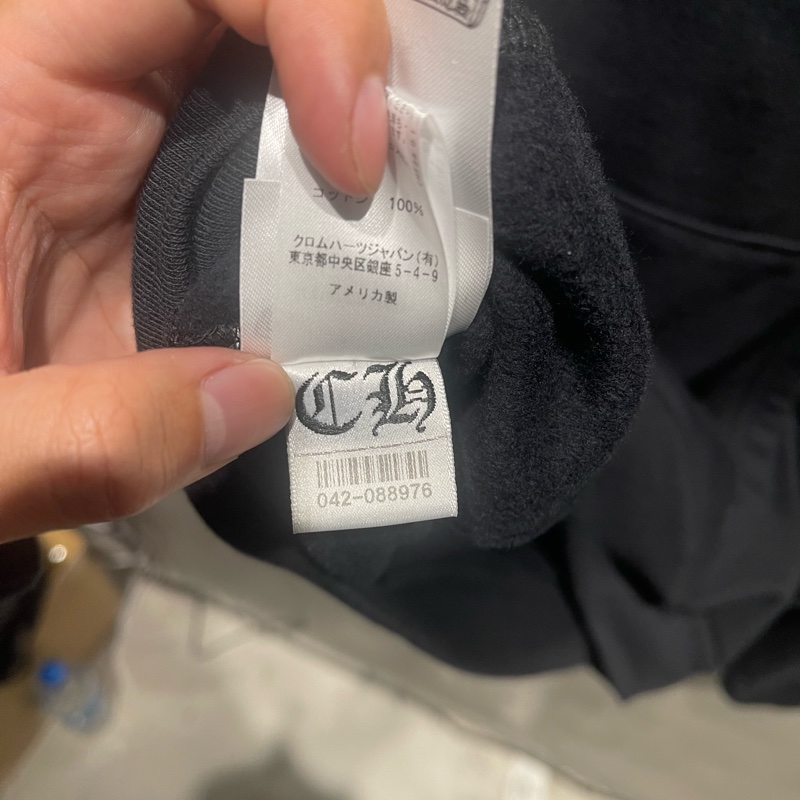 コットン 100%
クロムハーツジャパン(有)
東京都中央区銀座5-4-9
アメリカ製
CH
042-088976